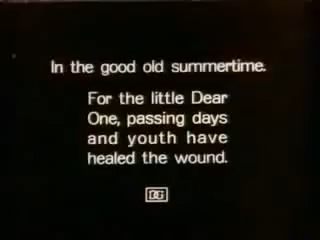 In the good old summertime.
For the little Dear
One, passing days
and youth have
healed the wound.
DG